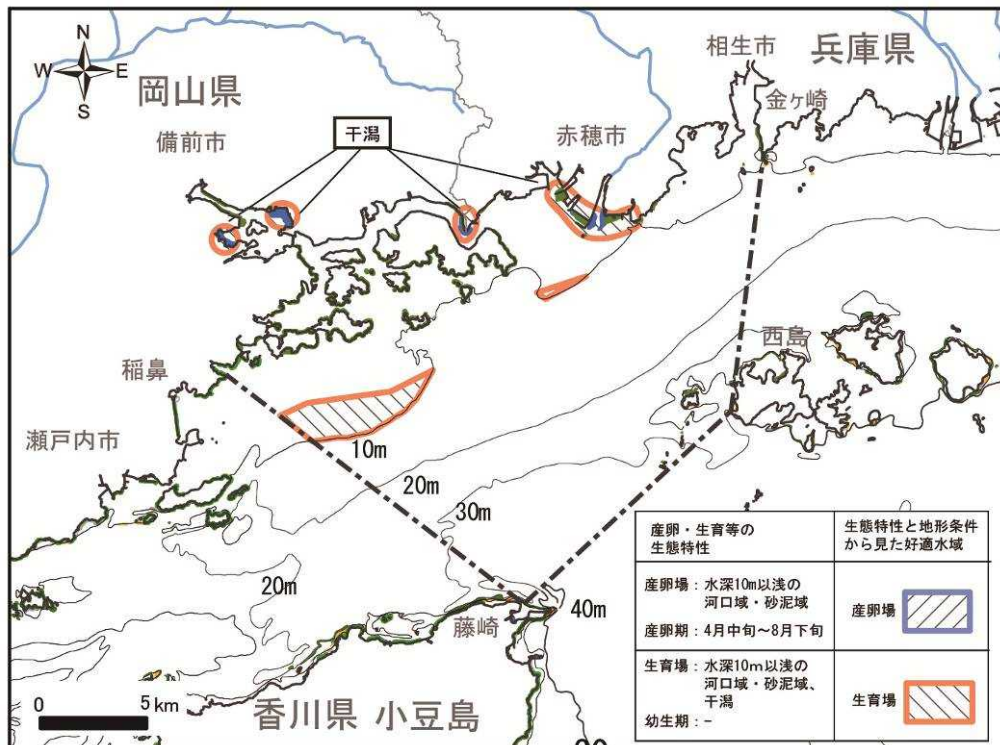 N
W
E
S
岡山県
備前市
干潟
赤穂市
相生市
兵庫県
金ヶ崎
西島
稲鼻
瀬戸内市
10m
20m
30m
20m
40m
藤崎
香川県 小豆島
0
5km
産卵・生育等の
生態特性
生態特性と地形条件
から見た好適水域
産卵場：水深10m以浅の
河口域・砂泥域
産卵期：4月中旬～8月下旬
産卵場
生育場：水深10m以浅の
河口域・砂泥域、
干潟
幼生期：-
生育場